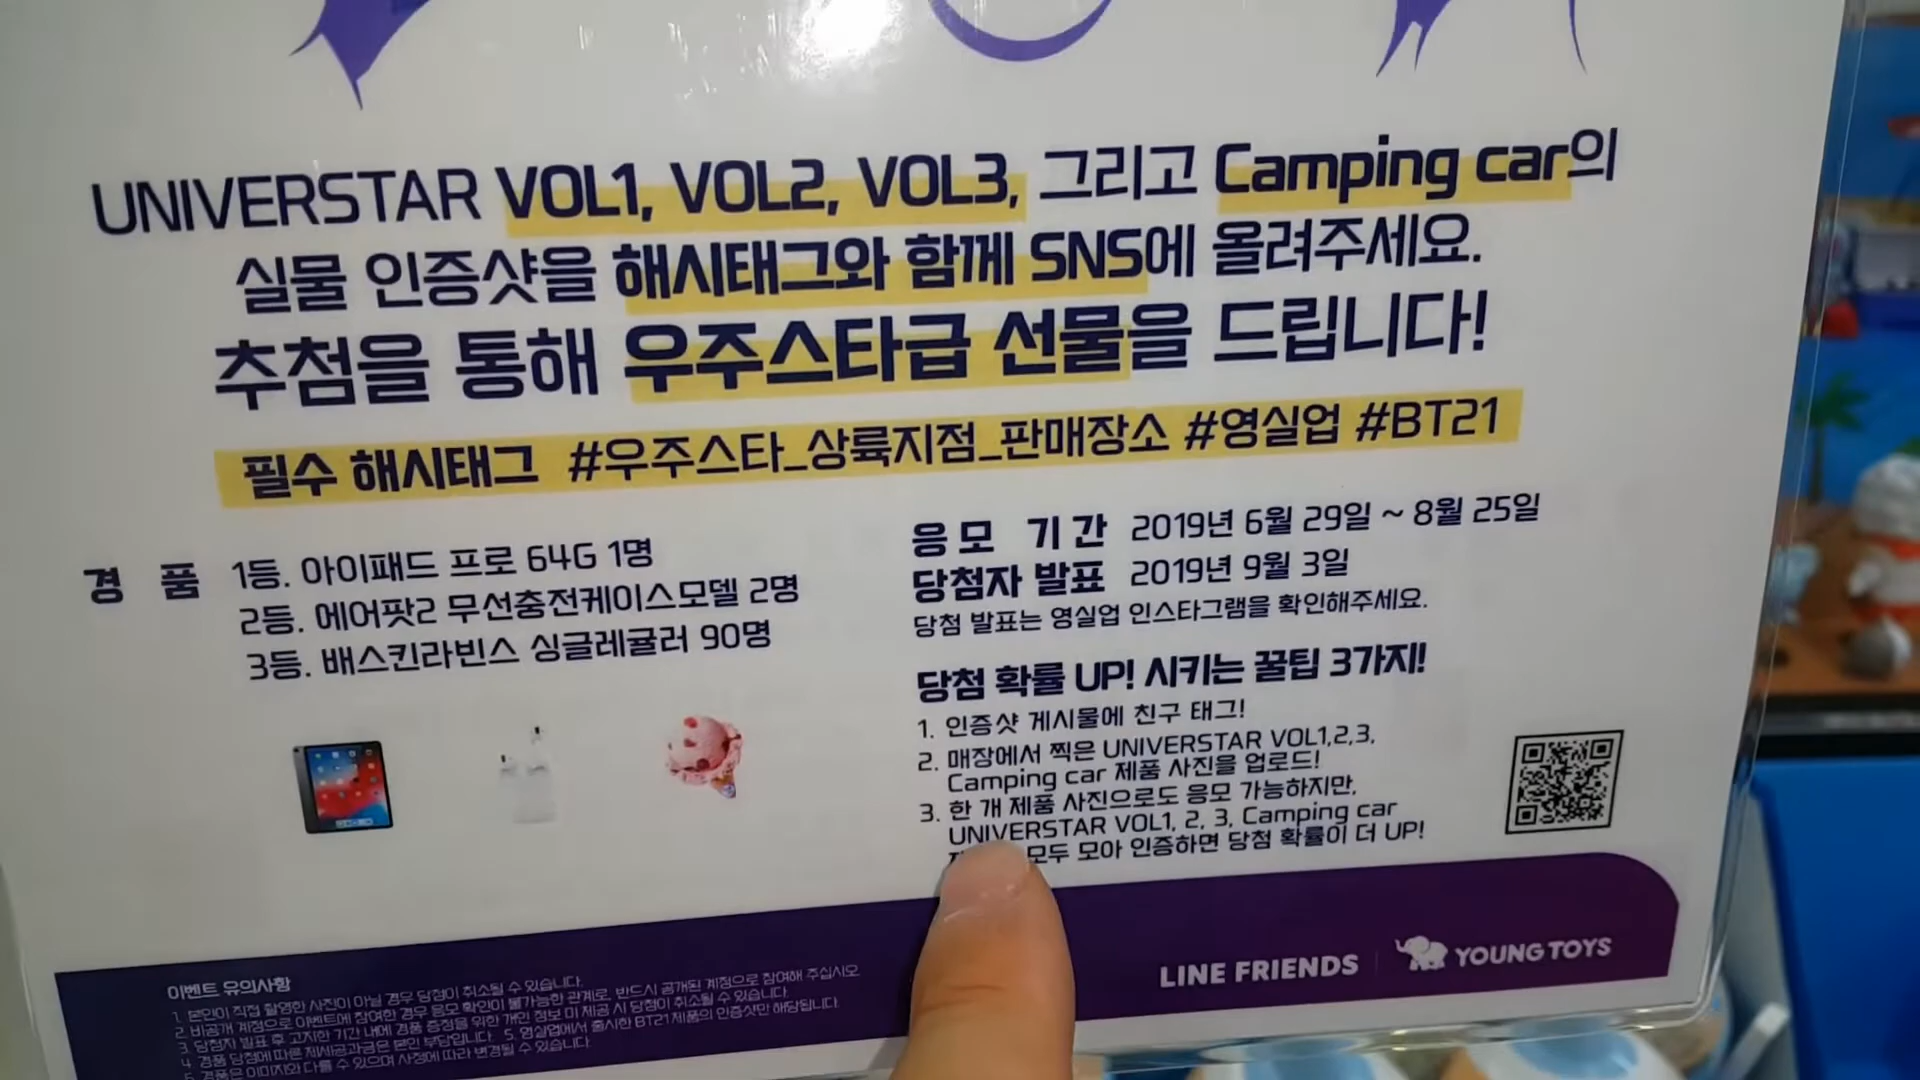 UNIVERSTAR VOL1, VOL2, VOL3, 그리고 Camping car의
실물 인증샷을 해시태그와 함께 SNS에 올려주세요.
추첨을 통해 우주스타급 선물을 드립니다!
필수 해시태그 #우주스타_상륙지점_판매장소 #영실업 #BT21
경 품 1등. 아이패드 프로 64G 1명
2등. 에어팟2 무선충전케이스모델 2명
3등. 배스킨라빈스 싱글레귤러 90명
응모 기간 2019년 6월 29일 ~ 8월 25일
당첨자 발표 2019년 9월 3일
당첨 발표는 영실업 인스타그램을 확인해주세요.
당첨 확률 UP! 시키는 꿀팁 3가지!
1. 인증샷 게시물에 친구 태그!
2. 매장에서 찍은 UNIVERSTAR VOL1,2,3,
Camping car 제품 사진을 업로드!
3. 한 개 제품 사진으로도 응모 가능하지만,
UNIVERSTAR VOL1, 2, 3, Camping car
모두 모아 인증하면 당첨 확률이 더 UP!
LINE FRIENDS YOUNG TOYS
이벤트 유의사항
1. 본인이 직접 촬영한 사진이 아닐 경우 당첨이 취소될 수 있습니다.
2. 비공개 계정으로 이벤트에 참여한 경우 응모 확인이 불가능한 관계로, 반드시 공개된 계정으로 참여해 주십시오
3. 당첨자 발표 후 고지한 기간 내에 경품 증정을 위한 개인 정보 미 제공 시 당첨이 취소될 수 있습니다.
4. 경품 당첨에 따른 제세공과금은 본인 부담입니다. 5. 영실업에서 출시한 BT21 제품의 인증샷만 해당됩니다.
5. 경품은 이미지와 다를 수 있으며 사정에 따라 변경될 수 있습니다.